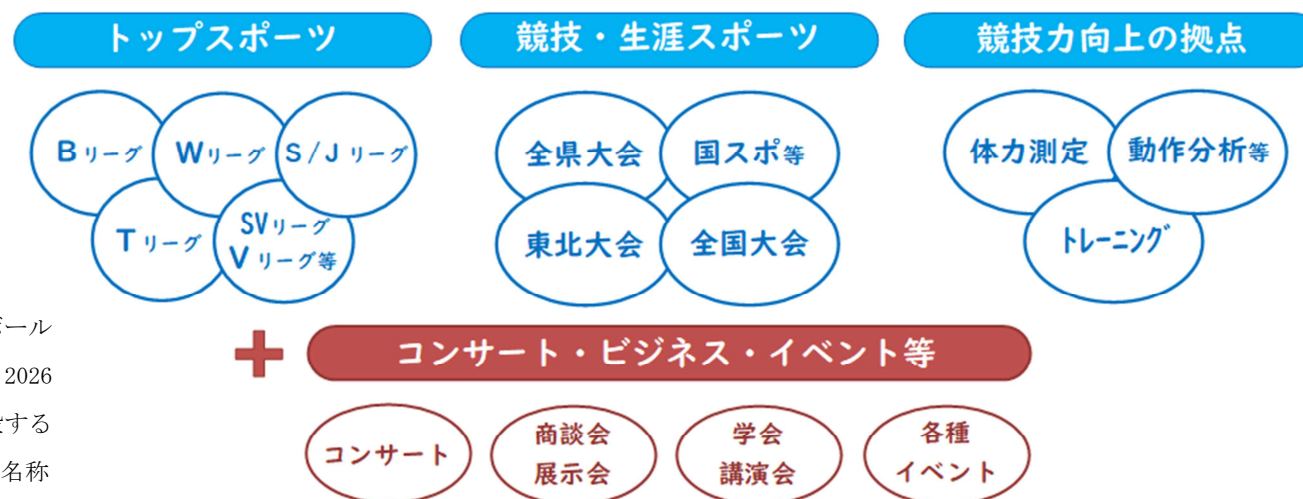 トップスポーツ
競技・生涯スポーツ
競技力向上の拠点
Bリーグ
Wリーグ
S/Jリーグ
Tリーグ
SVリーグ
Vリーグ等
全県大会
国スポ等
東北大会
全国大会
体力測定
動作分析等
トレーニング
ボール
2026
する
名称
+
コンサート・ビジネス・イベント等
コンサート
商談会
展示会
学会
講演会
各種
イベント